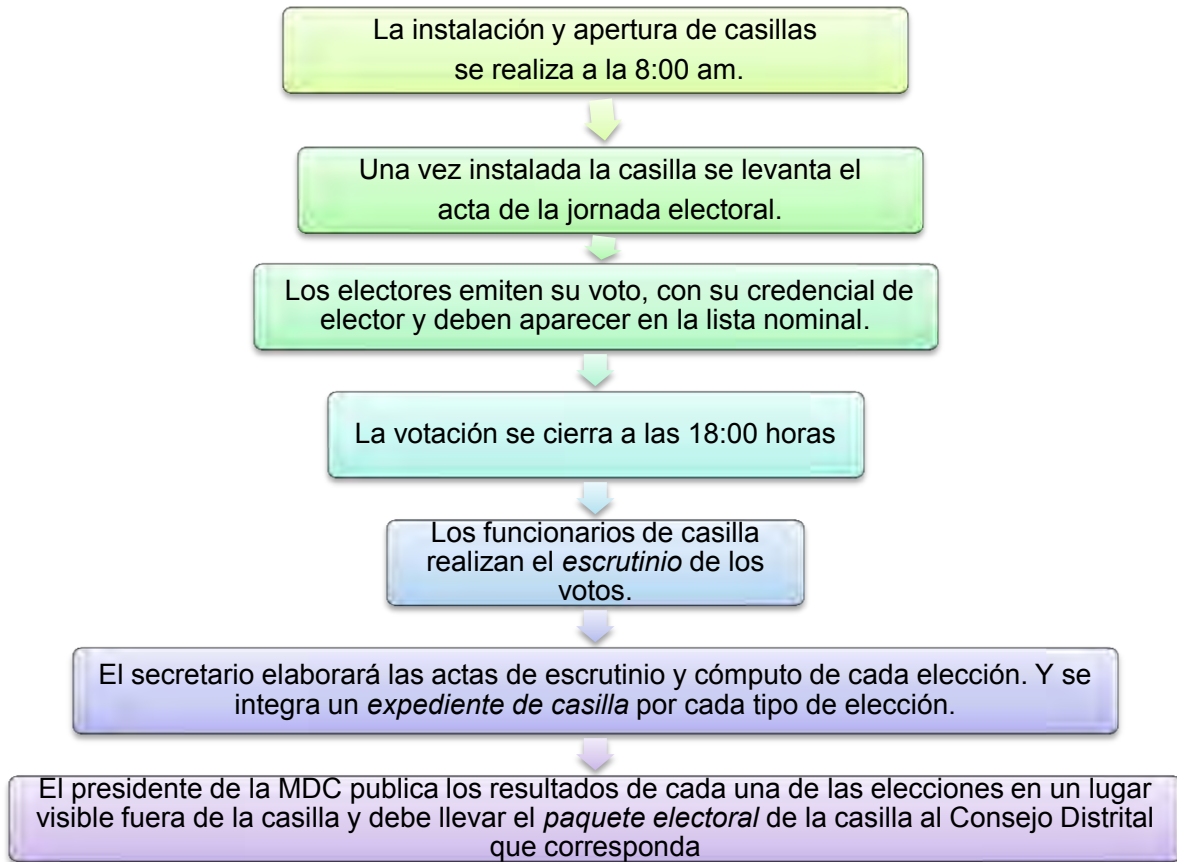 La instalación y apertura de casillas
se realiza a la 8:00 am.
Una vez instalada la casilla se levanta el
acta de la jornada electoral.
Los electores emiten su voto, con su credencial de
elector y deben aparecer en la lista nominal.
La votación se cierra a las 18:00 horas
Los funcionarios de casilla
realizan el escrutinio de los
votos.
El secretario elaborará las actas de escrutinio y cómputo de cada elección. Y se
integra un expediente de casilla por cada tipo de elección.
El presidente de la MDC publica los resultados de cada una de las elecciones en un lugar
visible fuera de la casilla y debe llevar el paquete electoral de la casilla al Consejo Distrital
que corresponda